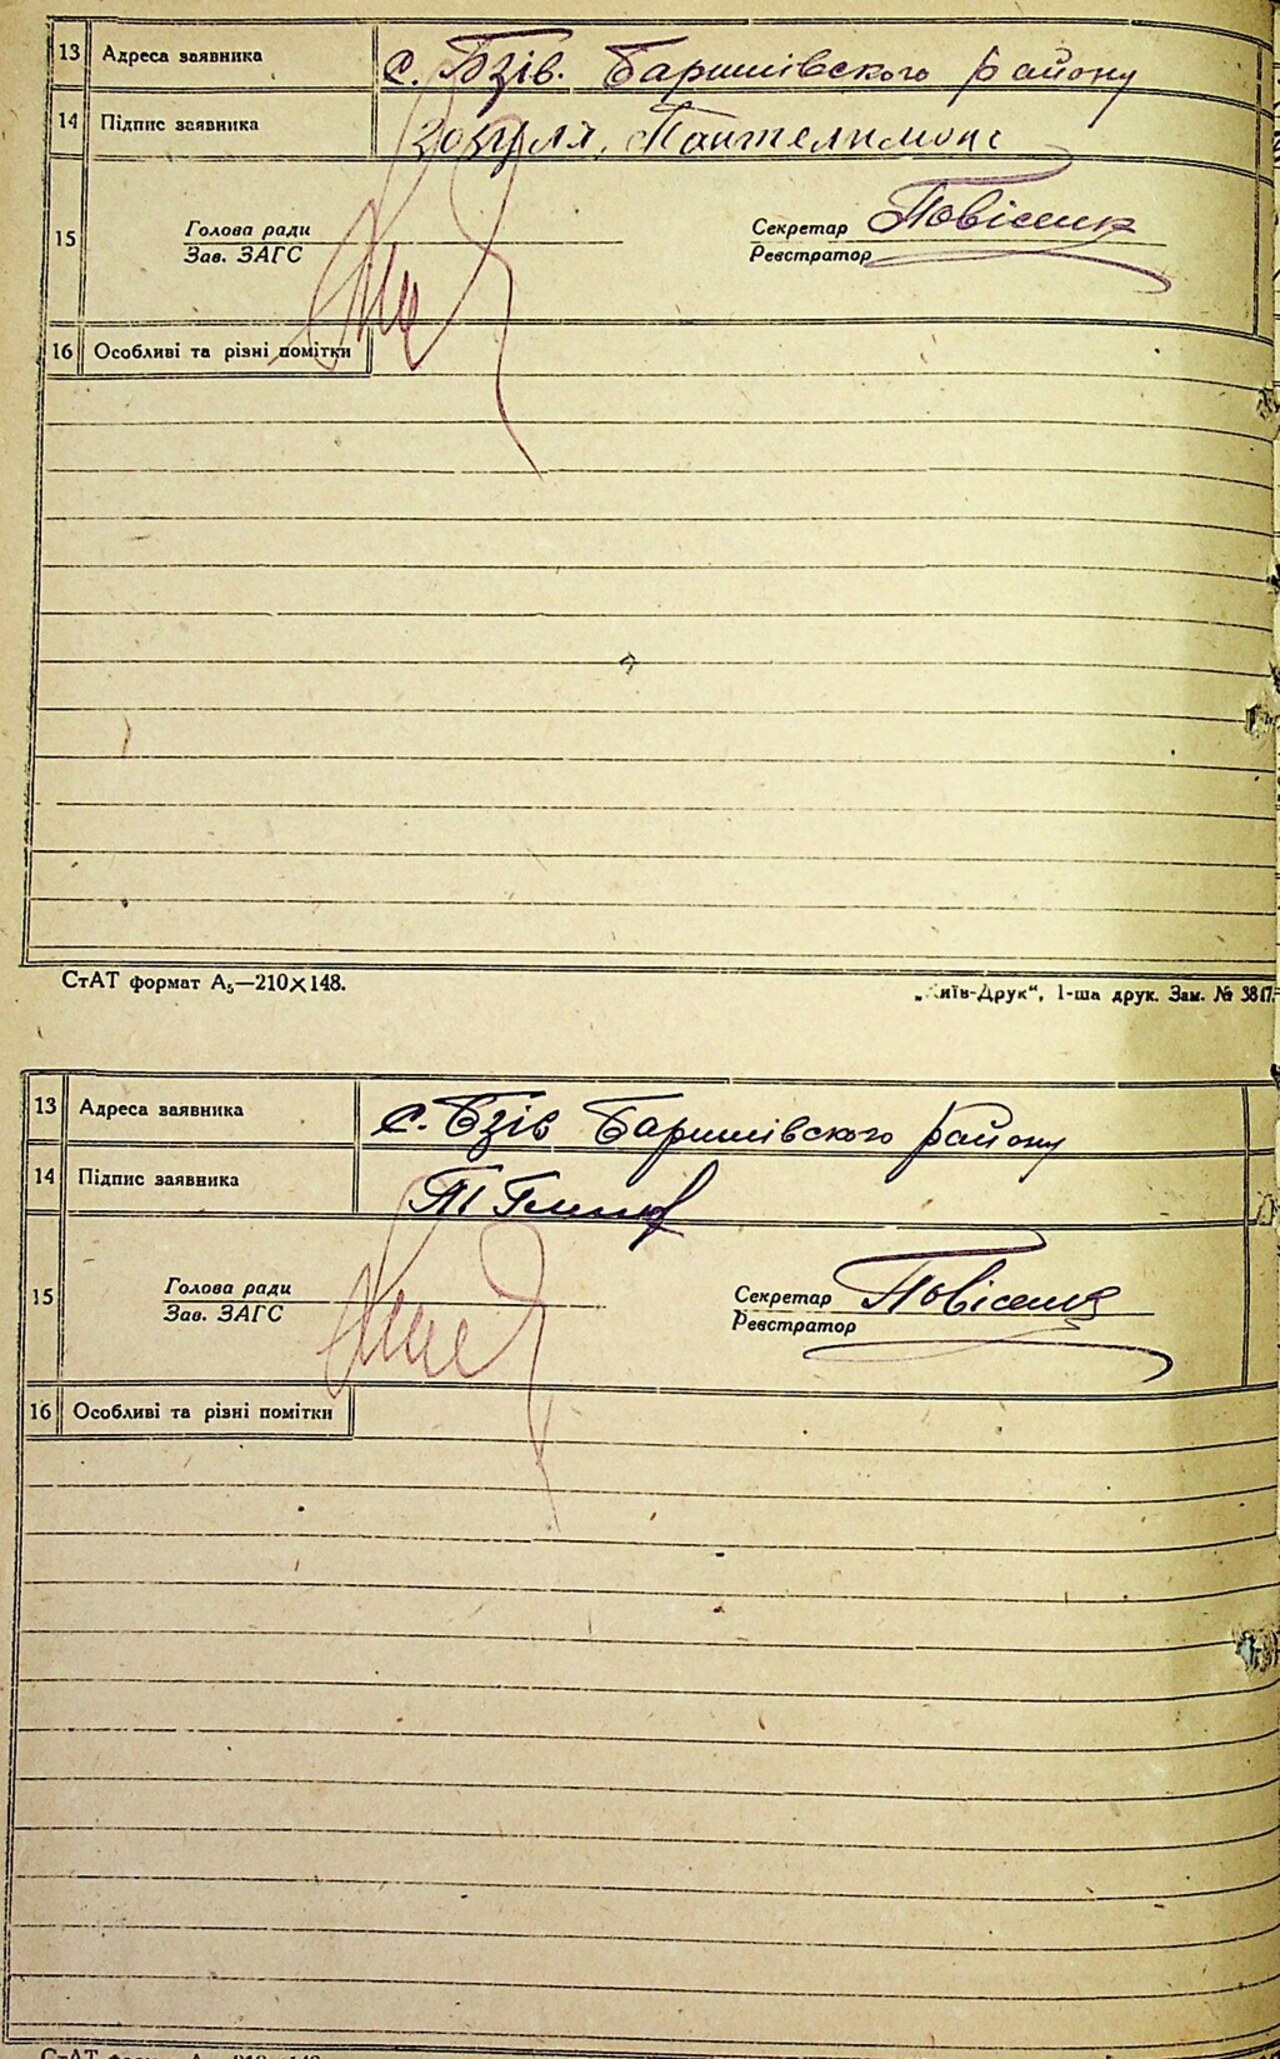 13 Адреса заявника с. Бзів. Баришівского району
14 Підпис заявника Пантелимон
15 Голова ради Секретар Повісенк
Зав. ЗАГС Реєстратор
16 Особливі та різні помітки
СтАТ формат А₅—210×148. „Київ-Друк“, 1-ша друк. Зам. № 3817.
13 Адреса заявника с. Бзів Баришівского району
14 Підпис заявника
15 Голова ради Секретар Повісенк
Зав. ЗАГС Реєстратор
16 Особливі та різні помітки
СтАТ